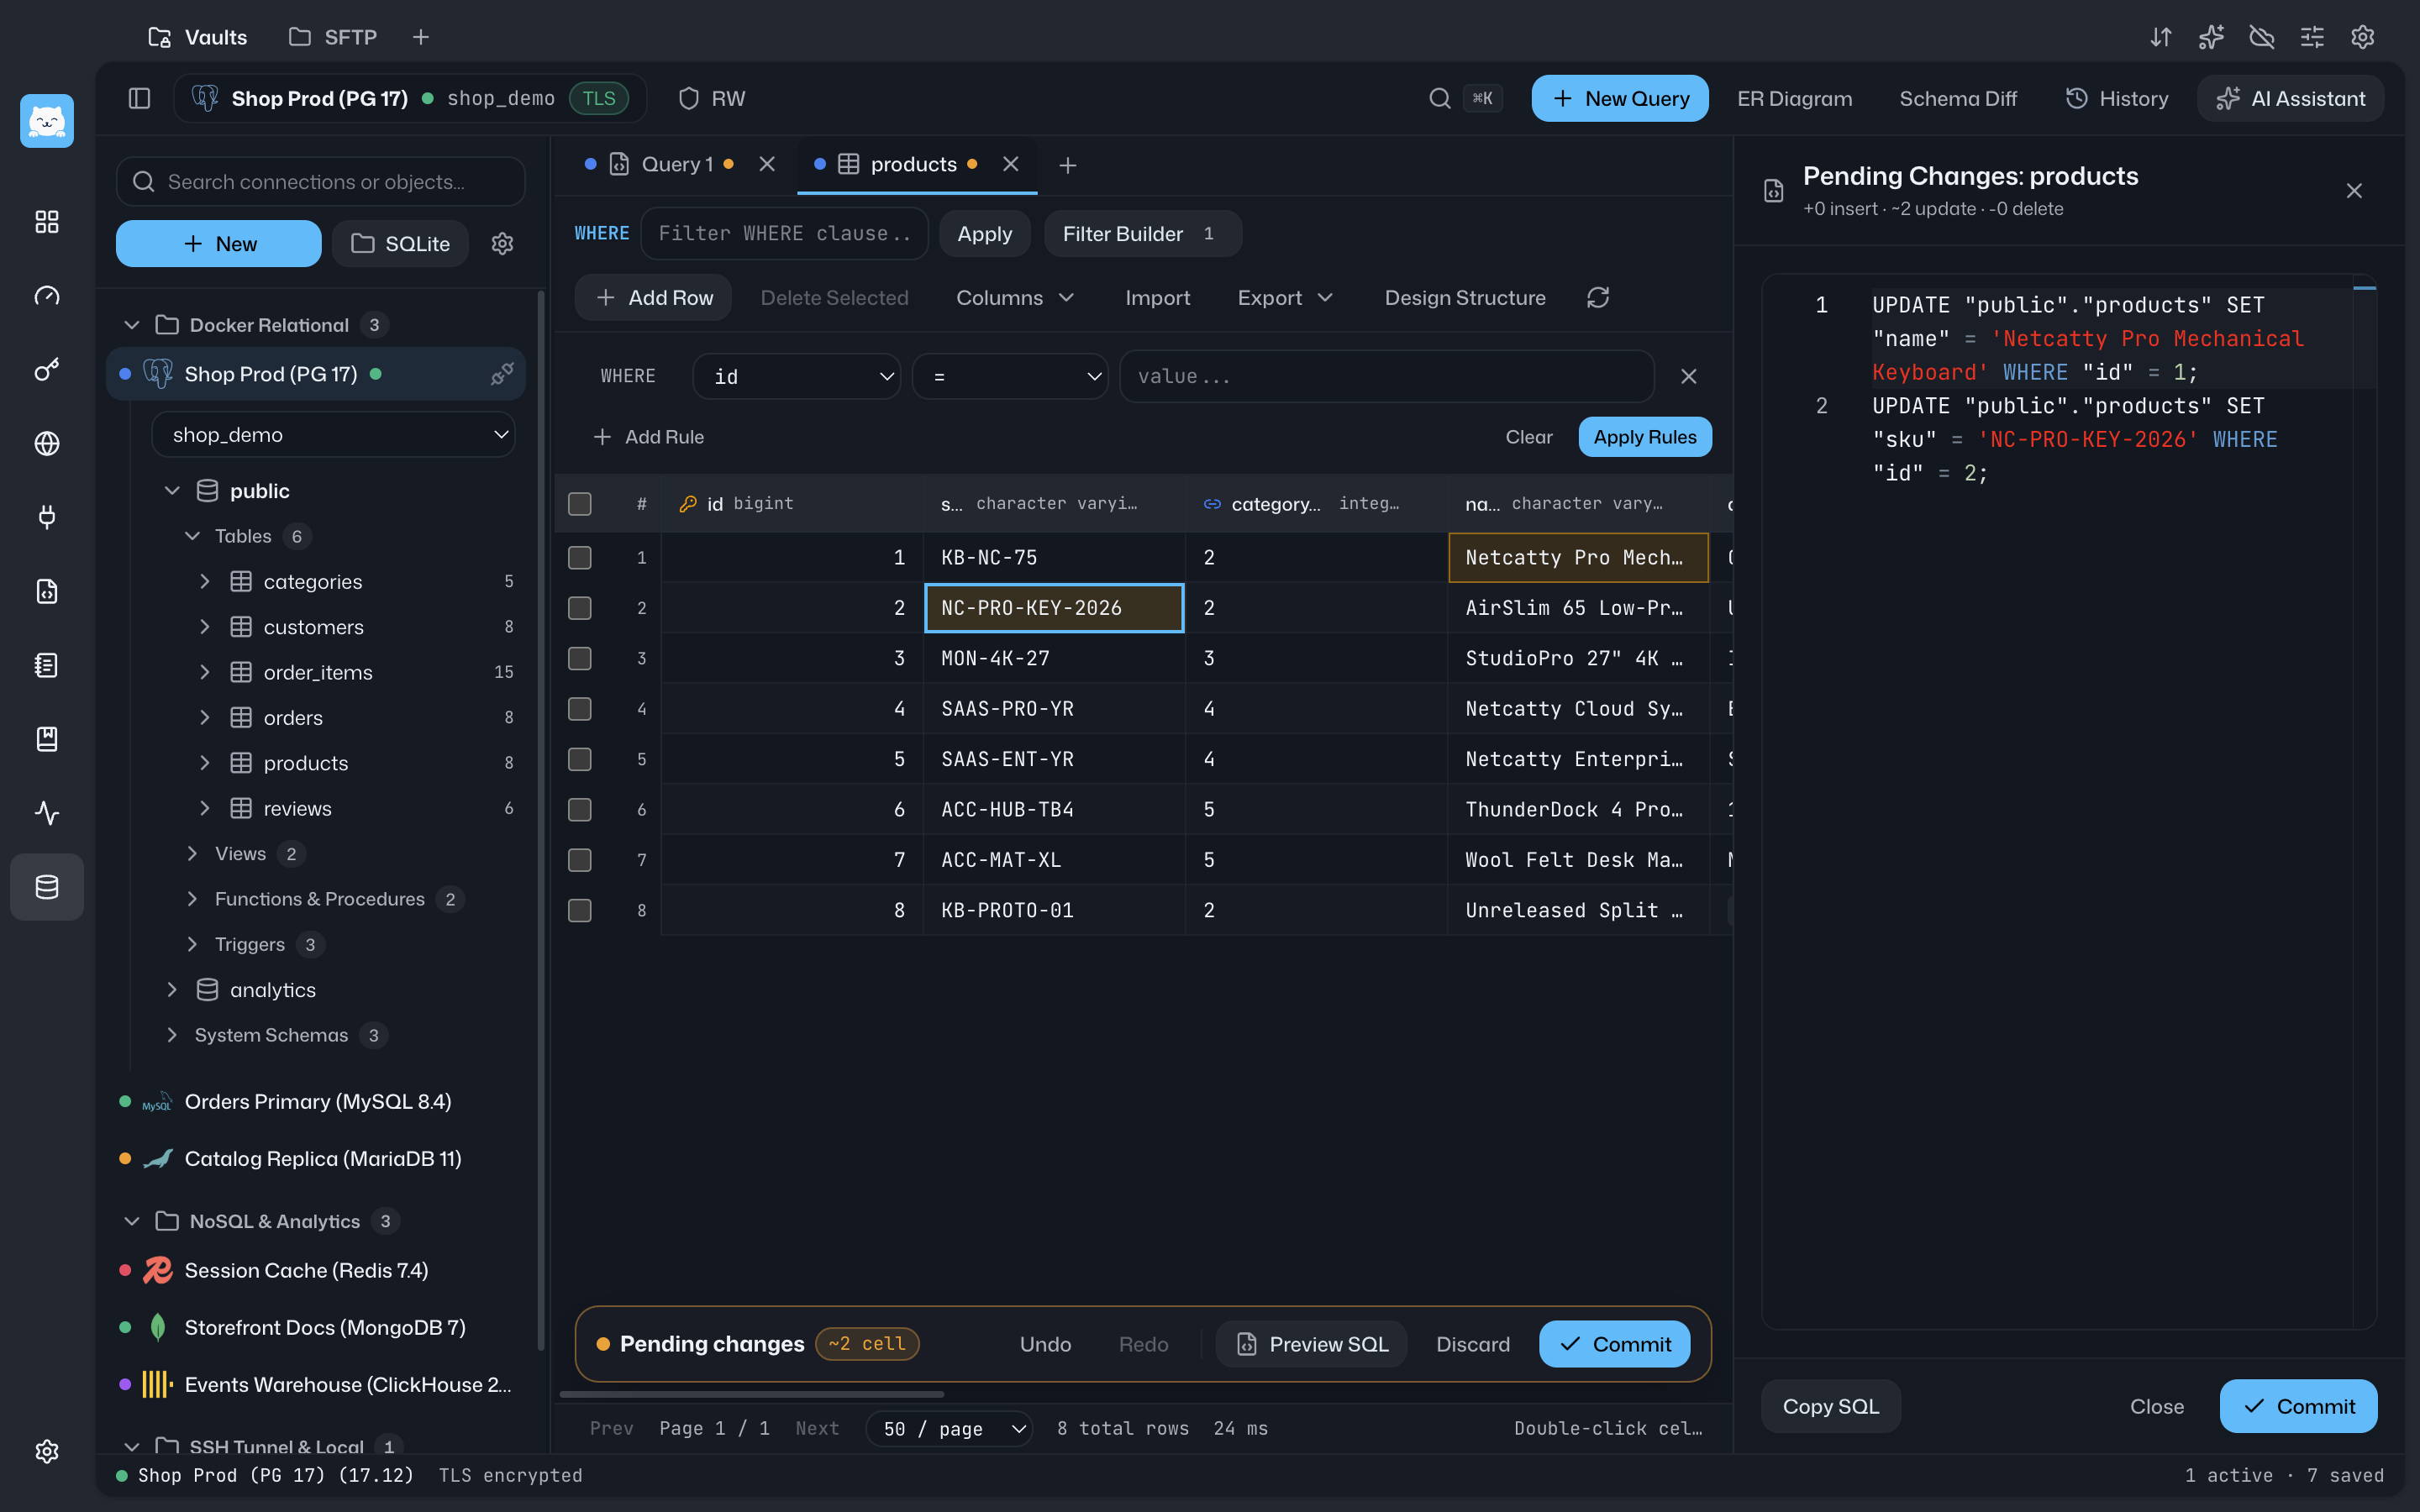 Vaults SFTP
Shop Prod (PG 17) shop_demo TLS RW ⌘K New Query ER Diagram Schema Diff History AI Assistant
Search connections or objects...
New SQLite
Docker Relational 3
Shop Prod (PG 17)
shop_demo
public
Tables 6
categories 5
customers 8
order_items 15
orders 8
products 8
reviews 6
Views 2
Functions & Procedures 2
Triggers 3
analytics
System Schemas 3
MySQL Orders Primary (MySQL 8.4)
Catalog Replica (MariaDB 11)
NoSQL & Analytics 3
Session Cache (Redis 7.4)
Storefront Docs (MongoDB 7)
Events Warehouse (ClickHouse 2...
SSH Tunnel & Local 1
Query 1 products
WHERE Filter WHERE clause.. Apply Filter Builder 1
Add Row Delete Selected Columns Import Export Design Structure
WHERE id = value...
Add Rule Clear Apply Rules
# id bigint s... character varyi… category... integ… na... character vary…
1 1 KB-NC-75 2 Netcatty Pro Mech…
2 2 NC-PRO-KEY-2026 2 AirSlim 65 Low-Pr…
3 3 MON-4K-27 3 StudioPro 27" 4K …
4 4 SAAS-PRO-YR 4 Netcatty Cloud Sy…
5 5 SAAS-ENT-YR 4 Netcatty Enterpri…
6 6 ACC-HUB-TB4 5 ThunderDock 4 Pro…
7 7 ACC-MAT-XL 5 Wool Felt Desk Ma…
8 8 KB-PROTO-01 2 Unreleased Split …
Pending changes ~2 cell Undo Redo Preview SQL Discard Commit
Prev Page 1 / 1 Next 50 / page 8 total rows 24 ms Double-click cel…
Pending Changes: products
+0 insert · ~2 update · -0 delete
1 UPDATE "public"."products" SET
"name" = 'Netcatty Pro Mechanical
Keyboard' WHERE "id" = 1;
2 UPDATE "public"."products" SET
"sku" = 'NC-PRO-KEY-2026' WHERE
"id" = 2;
Copy SQL Close Commit
Shop Prod (PG 17) (17.12) TLS encrypted 1 active · 7 saved